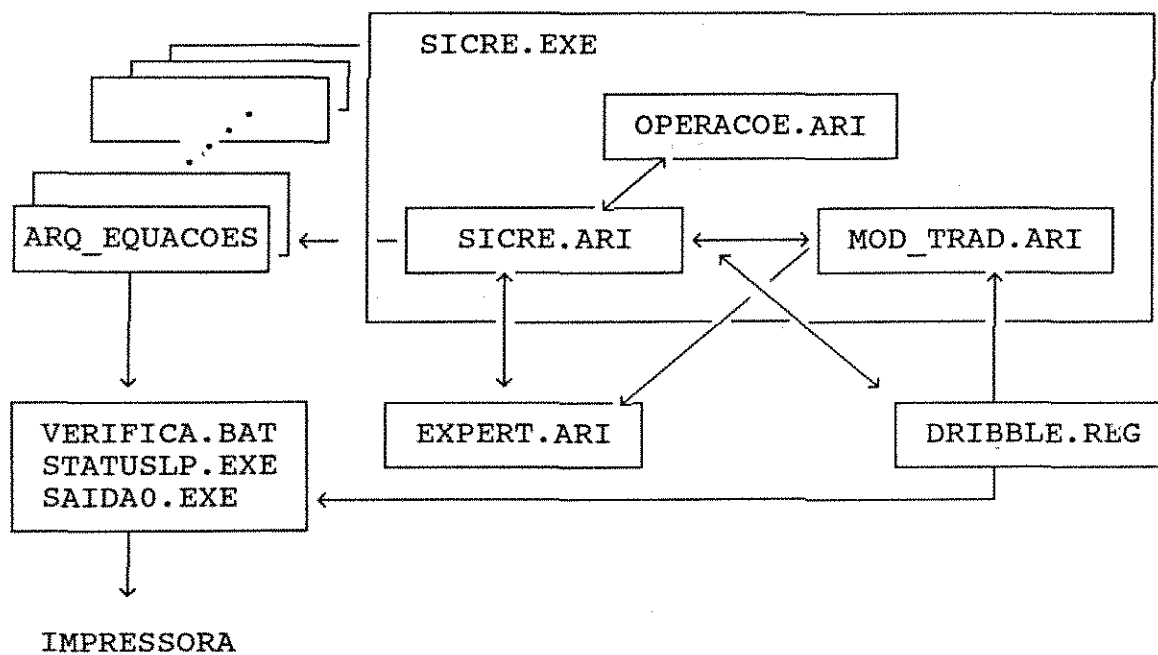 SICRE.EXE
OPERACOE.ARI
ARQ_EQUACOES
SICRE.ARI
MOD_TRAD.ARI
VERIFICA.BAT
STATUSLP.EXE
SAIDA0.EXE
EXPERT.ARI
DRIBBLE.REG
IMPRESSORA